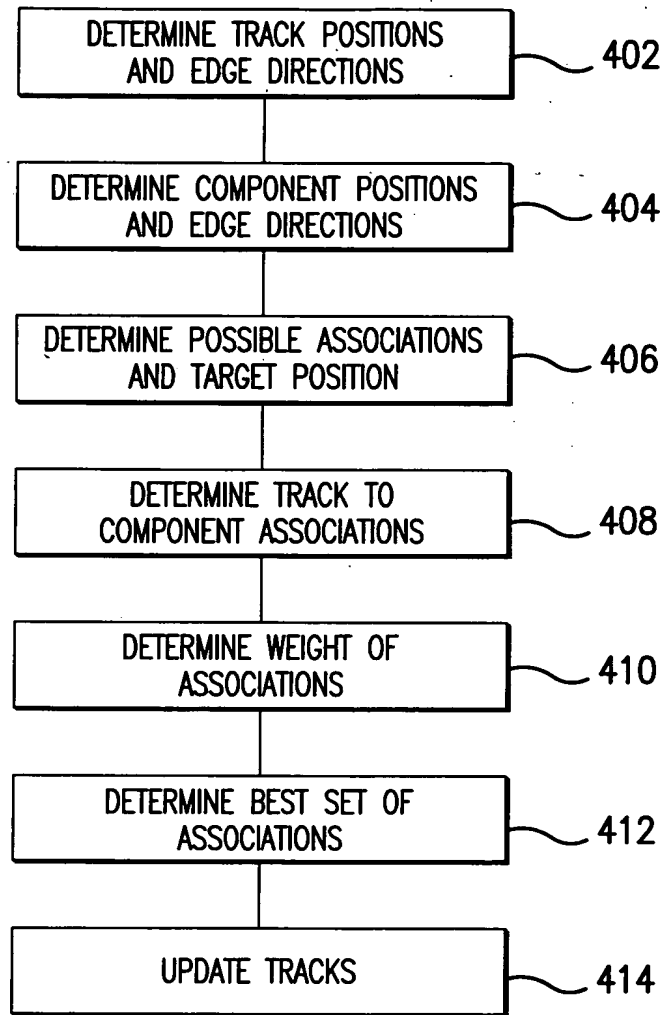 DETERMINE TRACK POSITIONS
AND EDGE DIRECTIONS
402
DETERMINE COMPONENT POSITIONS
AND EDGE DIRECTIONS
404
DETERMINE POSSIBLE ASSOCIATIONS
AND TARGET POSITION
406
DETERMINE TRACK TO
COMPONENT ASSOCIATIONS
408
DETERMINE WEIGHT OF
ASSOCIATIONS
410
DETERMINE BEST SET OF
ASSOCIATIONS
412
UPDATE TRACKS
414